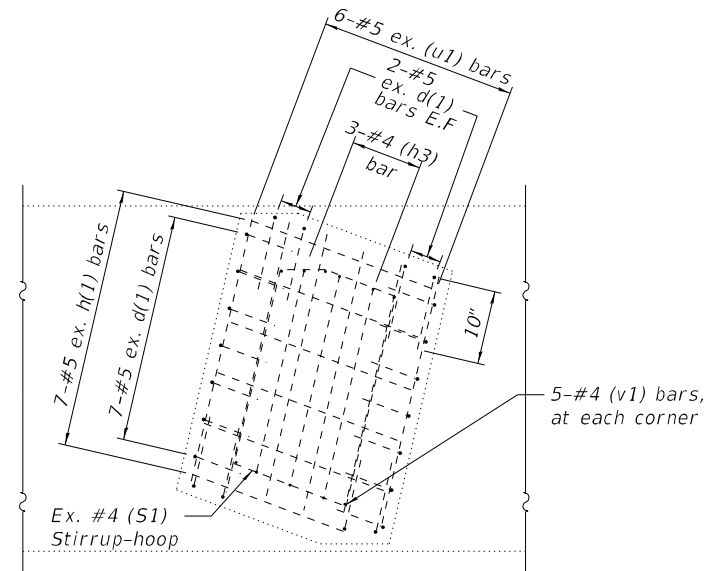 6-#5 ex. (u1) bars
2-#5
ex. d(1)
bars E.F
3-#4 (h3)
bar
7-#5 ex. h(1) bars
7-#5 ex. d(1) bars
10"
5-#4 (v1) bars,
at each corner
Ex. #4 (S1)
Stirrup-hoop